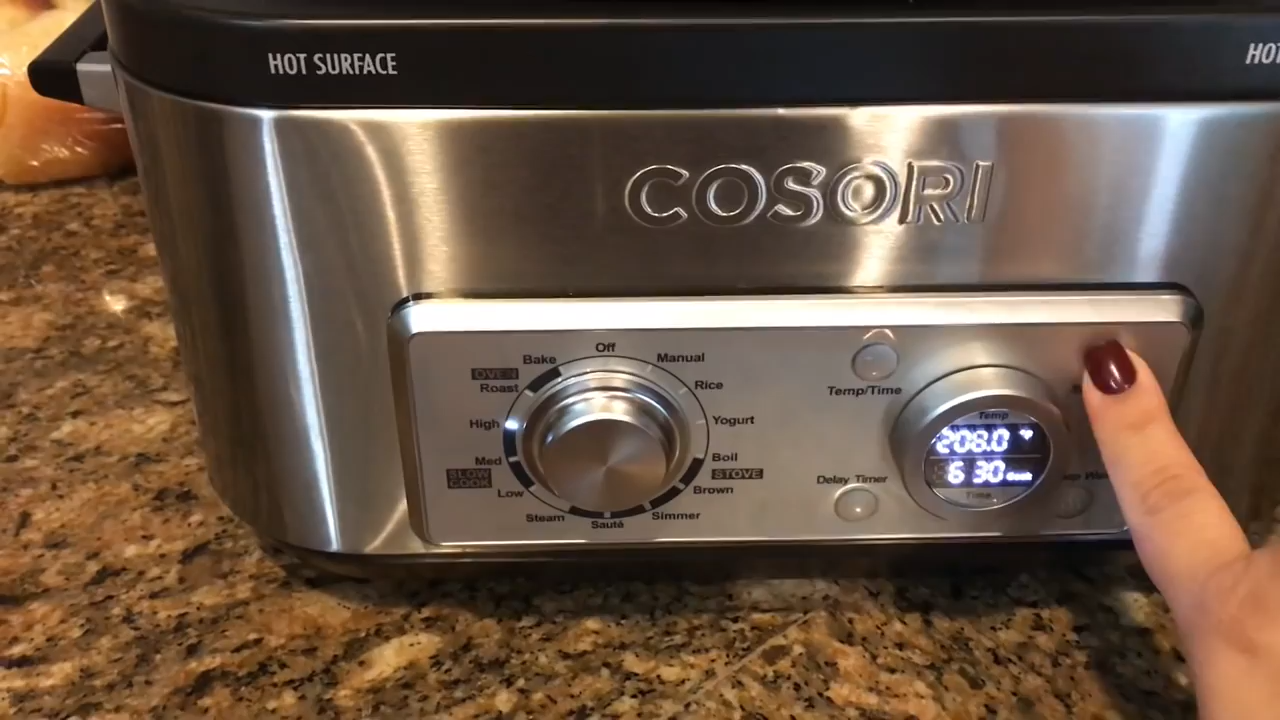 HOT SURFACE
HOT
COSORI
Off
Bake
Manual
OVEN
Roast
Rice
Temp/Time
High
Yogurt
Temp
208.0 °F
Med
Boil
SLOW COOK
STOVE
6 30 Cook
Low
Brown
Delay Timer
Time
Steam
Sauté
Simmer